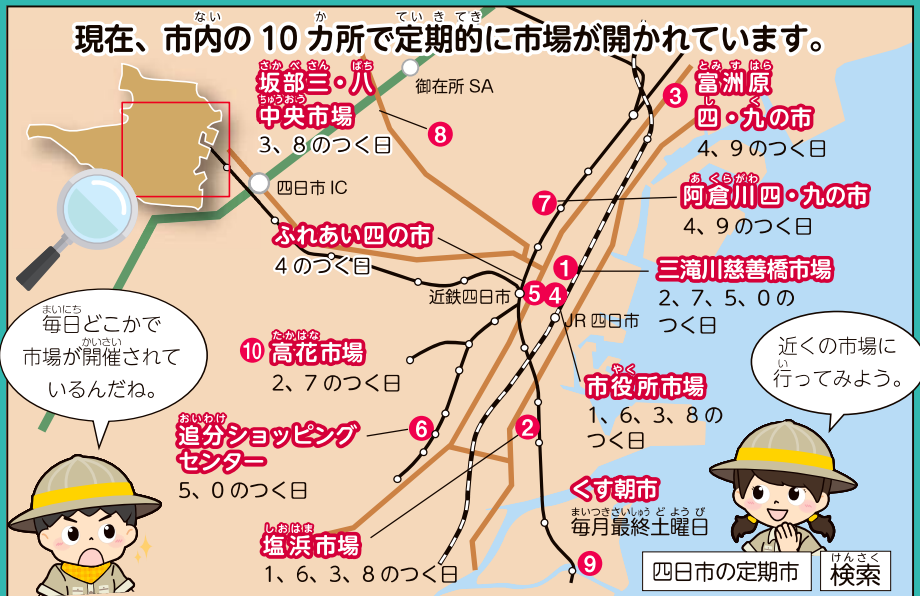 現在、市内の10カ所で定期的に市場が開かれています。
御在所SA
坂部三・八
中央市場
3、8のつく日
8
3
富洲原
四・九の市
4、9のつく日
四日市IC
7
阿倉川四・九の市
4、9のつく日
ふれあい四の市
4のつく日
1
三滝川慈善橋市場
2、7、5、0の
つく日
近鉄四日市
5
4
JR四日市
毎日どこかで
市場が開催されて
いるんだね。
10
高花市場
2、7のつく日
近くの市場に
行ってみよう。
市役所市場
1、6、3、8の
つく日
追分ショッピング
センター
5、0のつく日
6
2
くす朝市
毎月最終土曜日
9
塩浜市場
1、6、3、8のつく日
四日市の定期市
検索